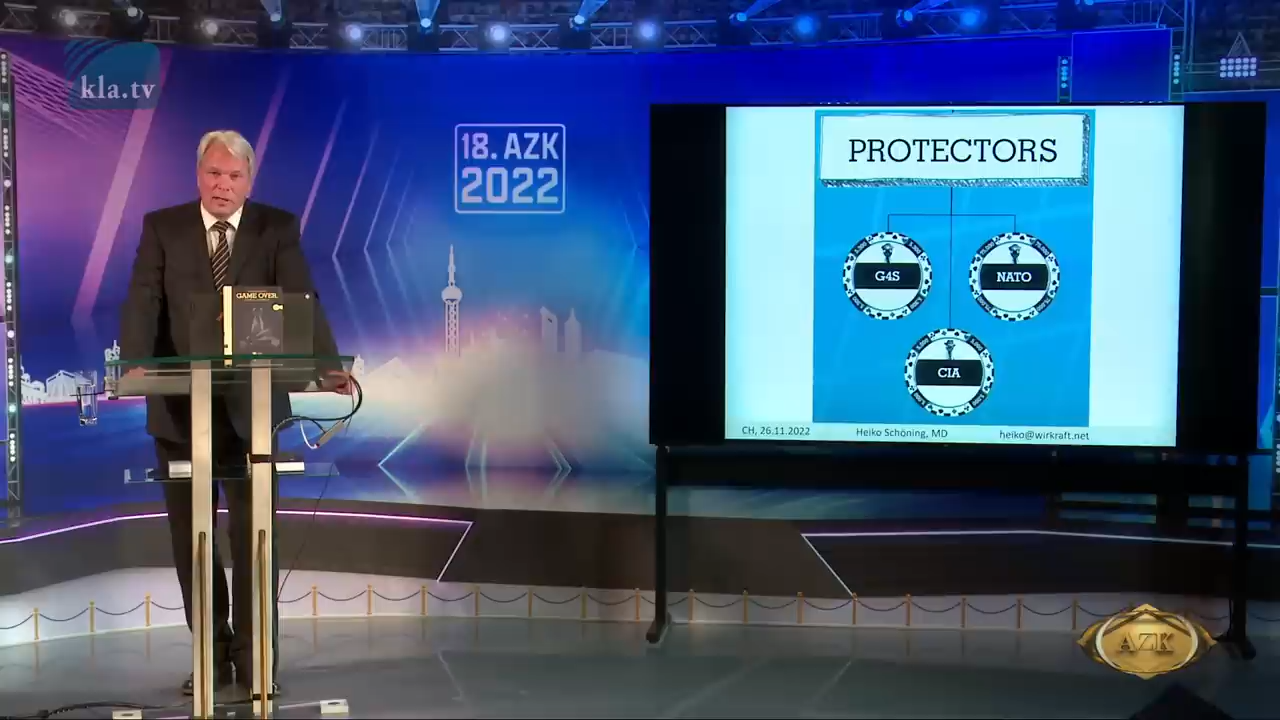 kla.tv
18. AZK
2022
GAME OVER
PROTECTORS
G4S
NATO
CIA
CH, 26.11.2022
Heiko Schöning, MD
heiko@wirkraft.net
AZK